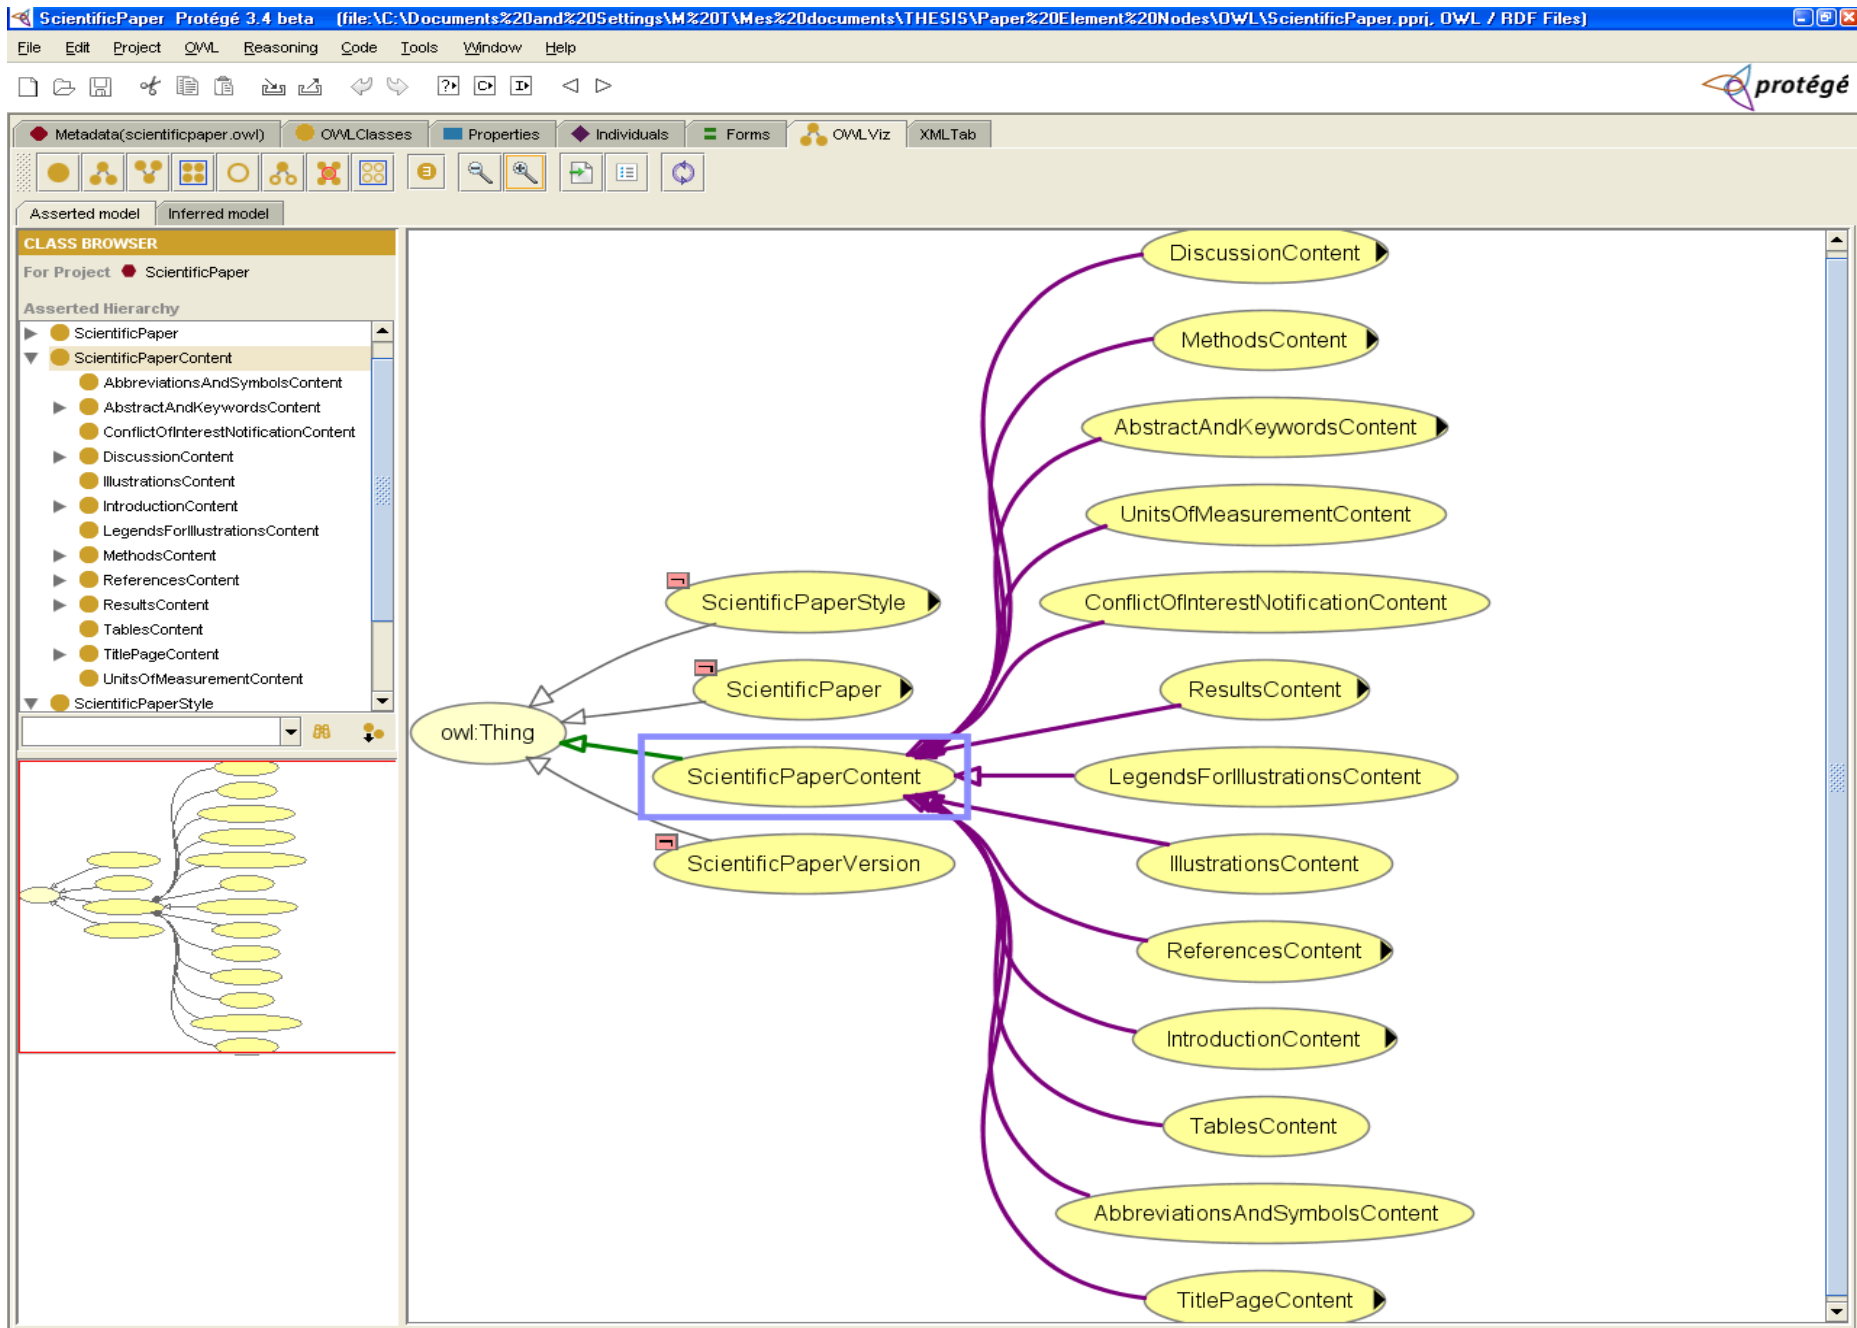 ScientificPaper  Protégé 3.4 beta    (file:\C:\Documents%20and%20Settings\M%20T\Mes%20documents\THESIS\Paper%20Element%20Nodes\OWL\ScientificPaper.pprj, OWL / RDF Files)
File Edit Project OWL Reasoning Code Tools Window Help
protégé
Metadata(scientificpaper.owl) OWLClasses Properties Individuals Forms OWLViz XMLTab
Asserted model Inferred model
CLASS BROWSER
For Project ScientificPaper
Asserted Hierarchy
ScientificPaper
ScientificPaperContent
AbbreviationsAndSymbolsContent
AbstractAndKeywordsContent
ConflictOfInterestNotificationContent
DiscussionContent
IllustrationsContent
IntroductionContent
LegendsForIllustrationsContent
MethodsContent
ReferencesContent
ResultsContent
TablesContent
TitlePageContent
UnitsOfMeasurementContent
ScientificPaperStyle
owl:Thing
ScientificPaperStyle
ScientificPaper
ScientificPaperContent
ScientificPaperVersion
DiscussionContent
MethodsContent
AbstractAndKeywordsContent
UnitsOfMeasurementContent
ConflictOfInterestNotificationContent
ResultsContent
LegendsForIllustrationsContent
IllustrationsContent
ReferencesContent
IntroductionContent
TablesContent
AbbreviationsAndSymbolsContent
TitlePageContent